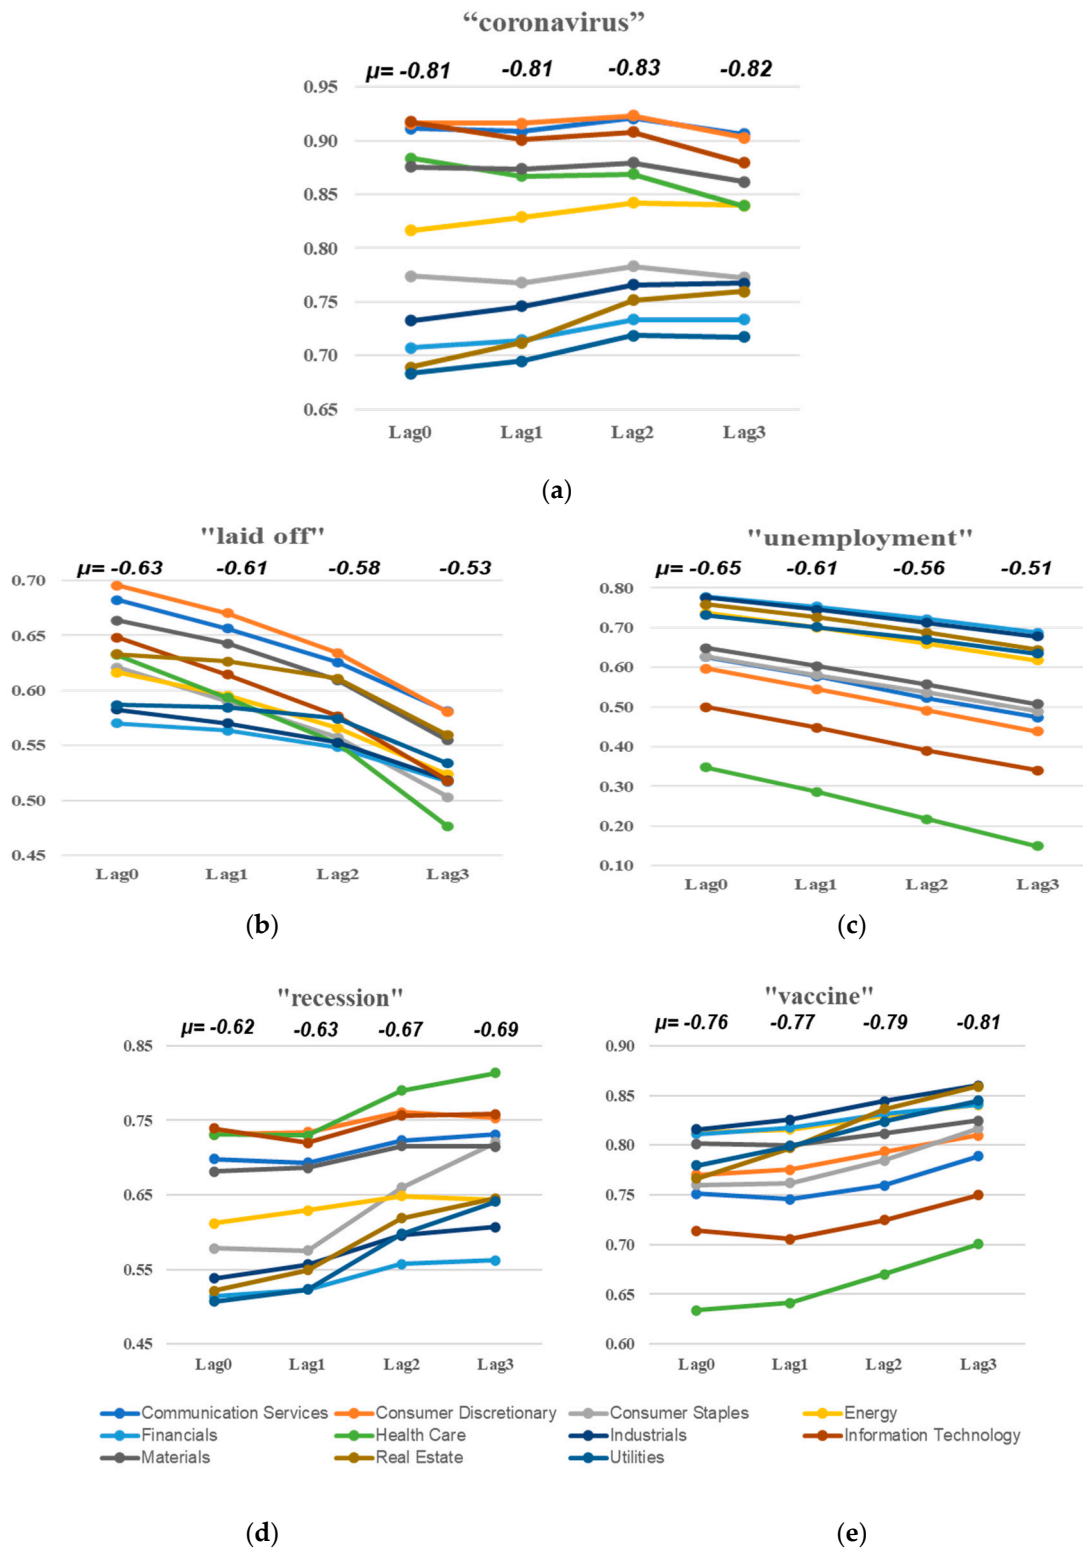 “coronavirus”
μ= -0.81 -0.81 -0.83 -0.82
0.95
0.90
0.85
0.80
0.75
0.70
0.65
Lag0 Lag1 Lag2 Lag3
(a)
"laid off"
μ= -0.63 -0.61 -0.58 -0.53
0.70
0.65
0.60
0.55
0.50
0.45
Lag0 Lag1 Lag2 Lag3
(b)
"unemployment"
μ= -0.65 -0.61 -0.56 -0.51
0.80
0.70
0.60
0.50
0.40
0.30
0.20
0.10
Lag0 Lag1 Lag2 Lag3
(c)
"recession"
μ= -0.62 -0.63 -0.67 -0.69
0.85
0.75
0.65
0.55
0.45
Lag0 Lag1 Lag2 Lag3
"vaccine"
μ= -0.76 -0.77 -0.79 -0.81
0.90
0.85
0.80
0.75
0.70
0.65
0.60
Lag0 Lag1 Lag2 Lag3
Communication Services Consumer Discretionary Consumer Staples Energy
Financials Health Care Industrials Information Technology
Materials Real Estate Utilities
(d) (e)